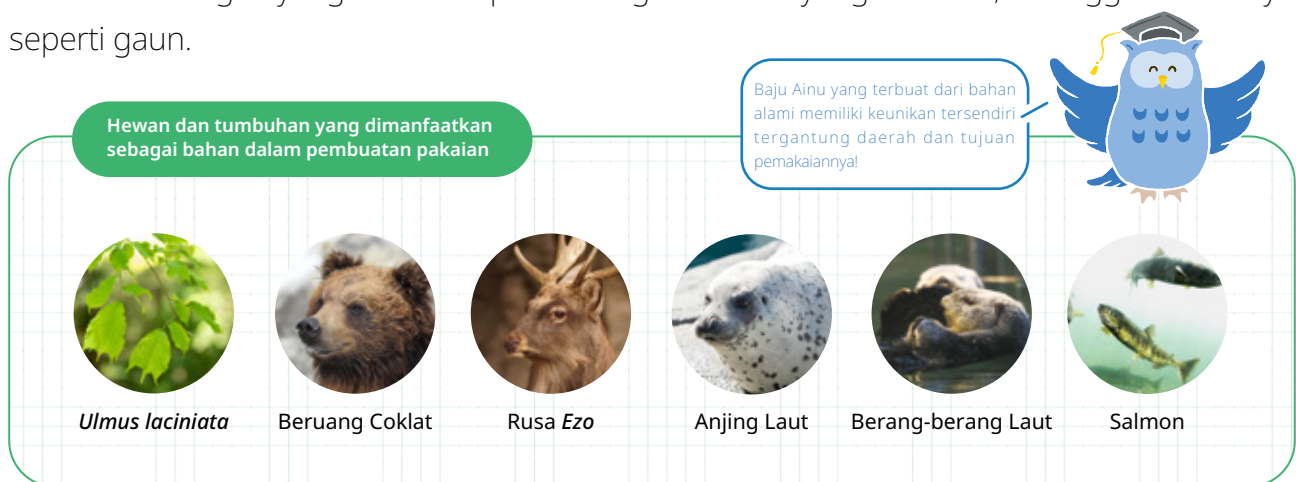 seperti gaun.
Baju Ainu yang terbuat dari bahan
alami memiliki keunikan tersendiri
tergantung daerah dan tujuan
pemakaiannya!
Hewan dan tumbuhan yang dimanfaatkan
sebagai bahan dalam pembuatan pakaian
Ulmus laciniata
Beruang Coklat
Rusa Ezo
Anjing Laut
Berang-berang Laut
Salmon